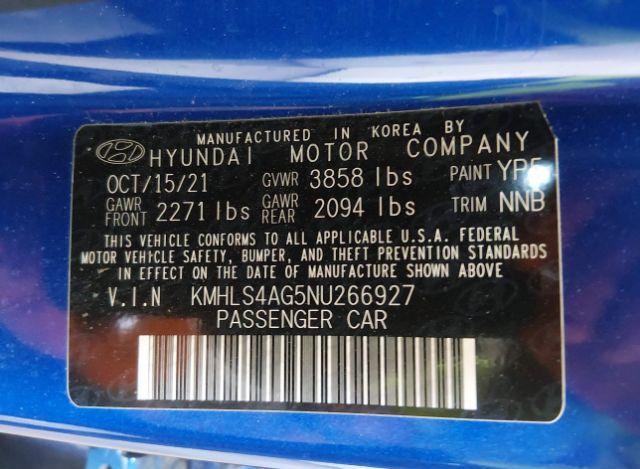 MANUFACTURED IN KOREA BY
HYUNDAI MOTOR COMPANY
OCT/15/21 GVWR 3858 lbs PAINT YP5
GAWR FRONT 2271 lbs GAWR REAR 2094 lbs TRIM NNB
THIS VEHICLE CONFORMS TO ALL APPLICABLE U.S.A. FEDERAL
MOTOR VEHICLE SAFETY, BUMPER, AND THEFT PREVENTION STANDARDS
IN EFFECT ON THE DATE OF MANUFACTURE SHOWN ABOVE
V.I.N KMHLS4AG5NU266927
PASSENGER CAR